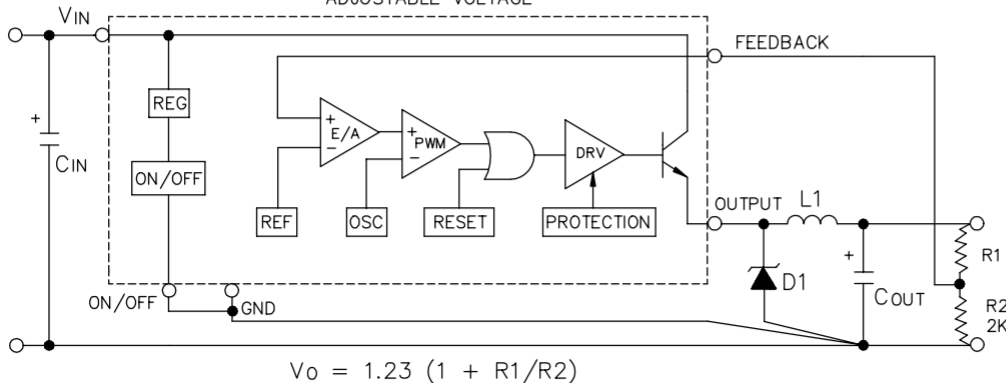 ADJUSTABLE VOLTAGE
VIN
FEEDBACK
REG
+
E/A
−
+
PWM
−
DRV
+
CIN
ON/OFF
REF
OSC
RESET
PROTECTION
OUTPUT
L1
+
R1
D1
COUT
ON/OFF
GND
R2
2K
VO = 1.23 (1 + R1/R2)